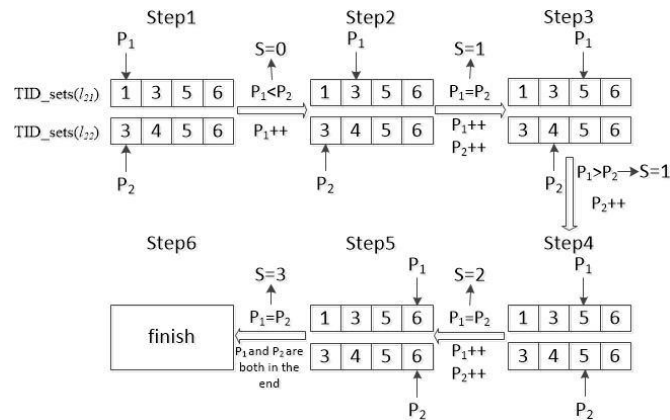 Step1 Step2 Step3
P₁ S=0 P₁ S=1 P₁
TID_sets(l₂₁) 1 3 5 6 P₁<P₂ 1 3 5 6 P₁=P₂ 1 3 5 6
TID_sets(l₂₂) 3 4 5 6 P₁++ 3 4 5 6 P₁++ 3 4 5 6
P₂++
P₂ P₂ P₂
P₁>P₂ S=1
P₂++
Step6 Step5 Step4
S=3 P₁ S=2 P₁
finish P₁=P₂ 1 3 5 6 P₁=P₂ 1 3 5 6
P₁ and P₂ are
both in the
end
3 4 5 6 P₁++ 3 4 5 6
P₂++
P₂ P₂